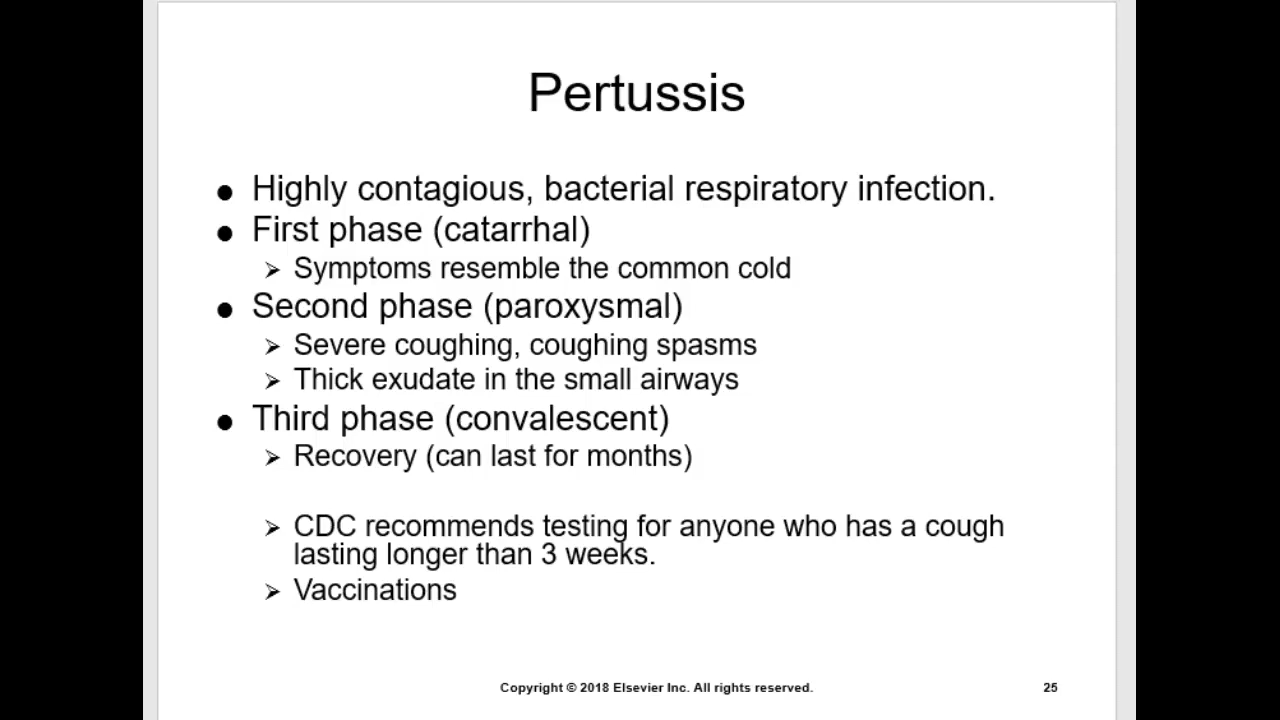 Pertussis
● Highly contagious, bacterial respiratory infection.
● First phase (catarrhal)
➢ Symptoms resemble the common cold
● Second phase (paroxysmal)
➢ Severe coughing, coughing spasms
➢ Thick exudate in the small airways
● Third phase (convalescent)
➢ Recovery (can last for months)
➢ CDC recommends testing for anyone who has a cough
lasting longer than 3 weeks.
➢ Vaccinations
Copyright © 2018 Elsevier Inc. All rights reserved.
25